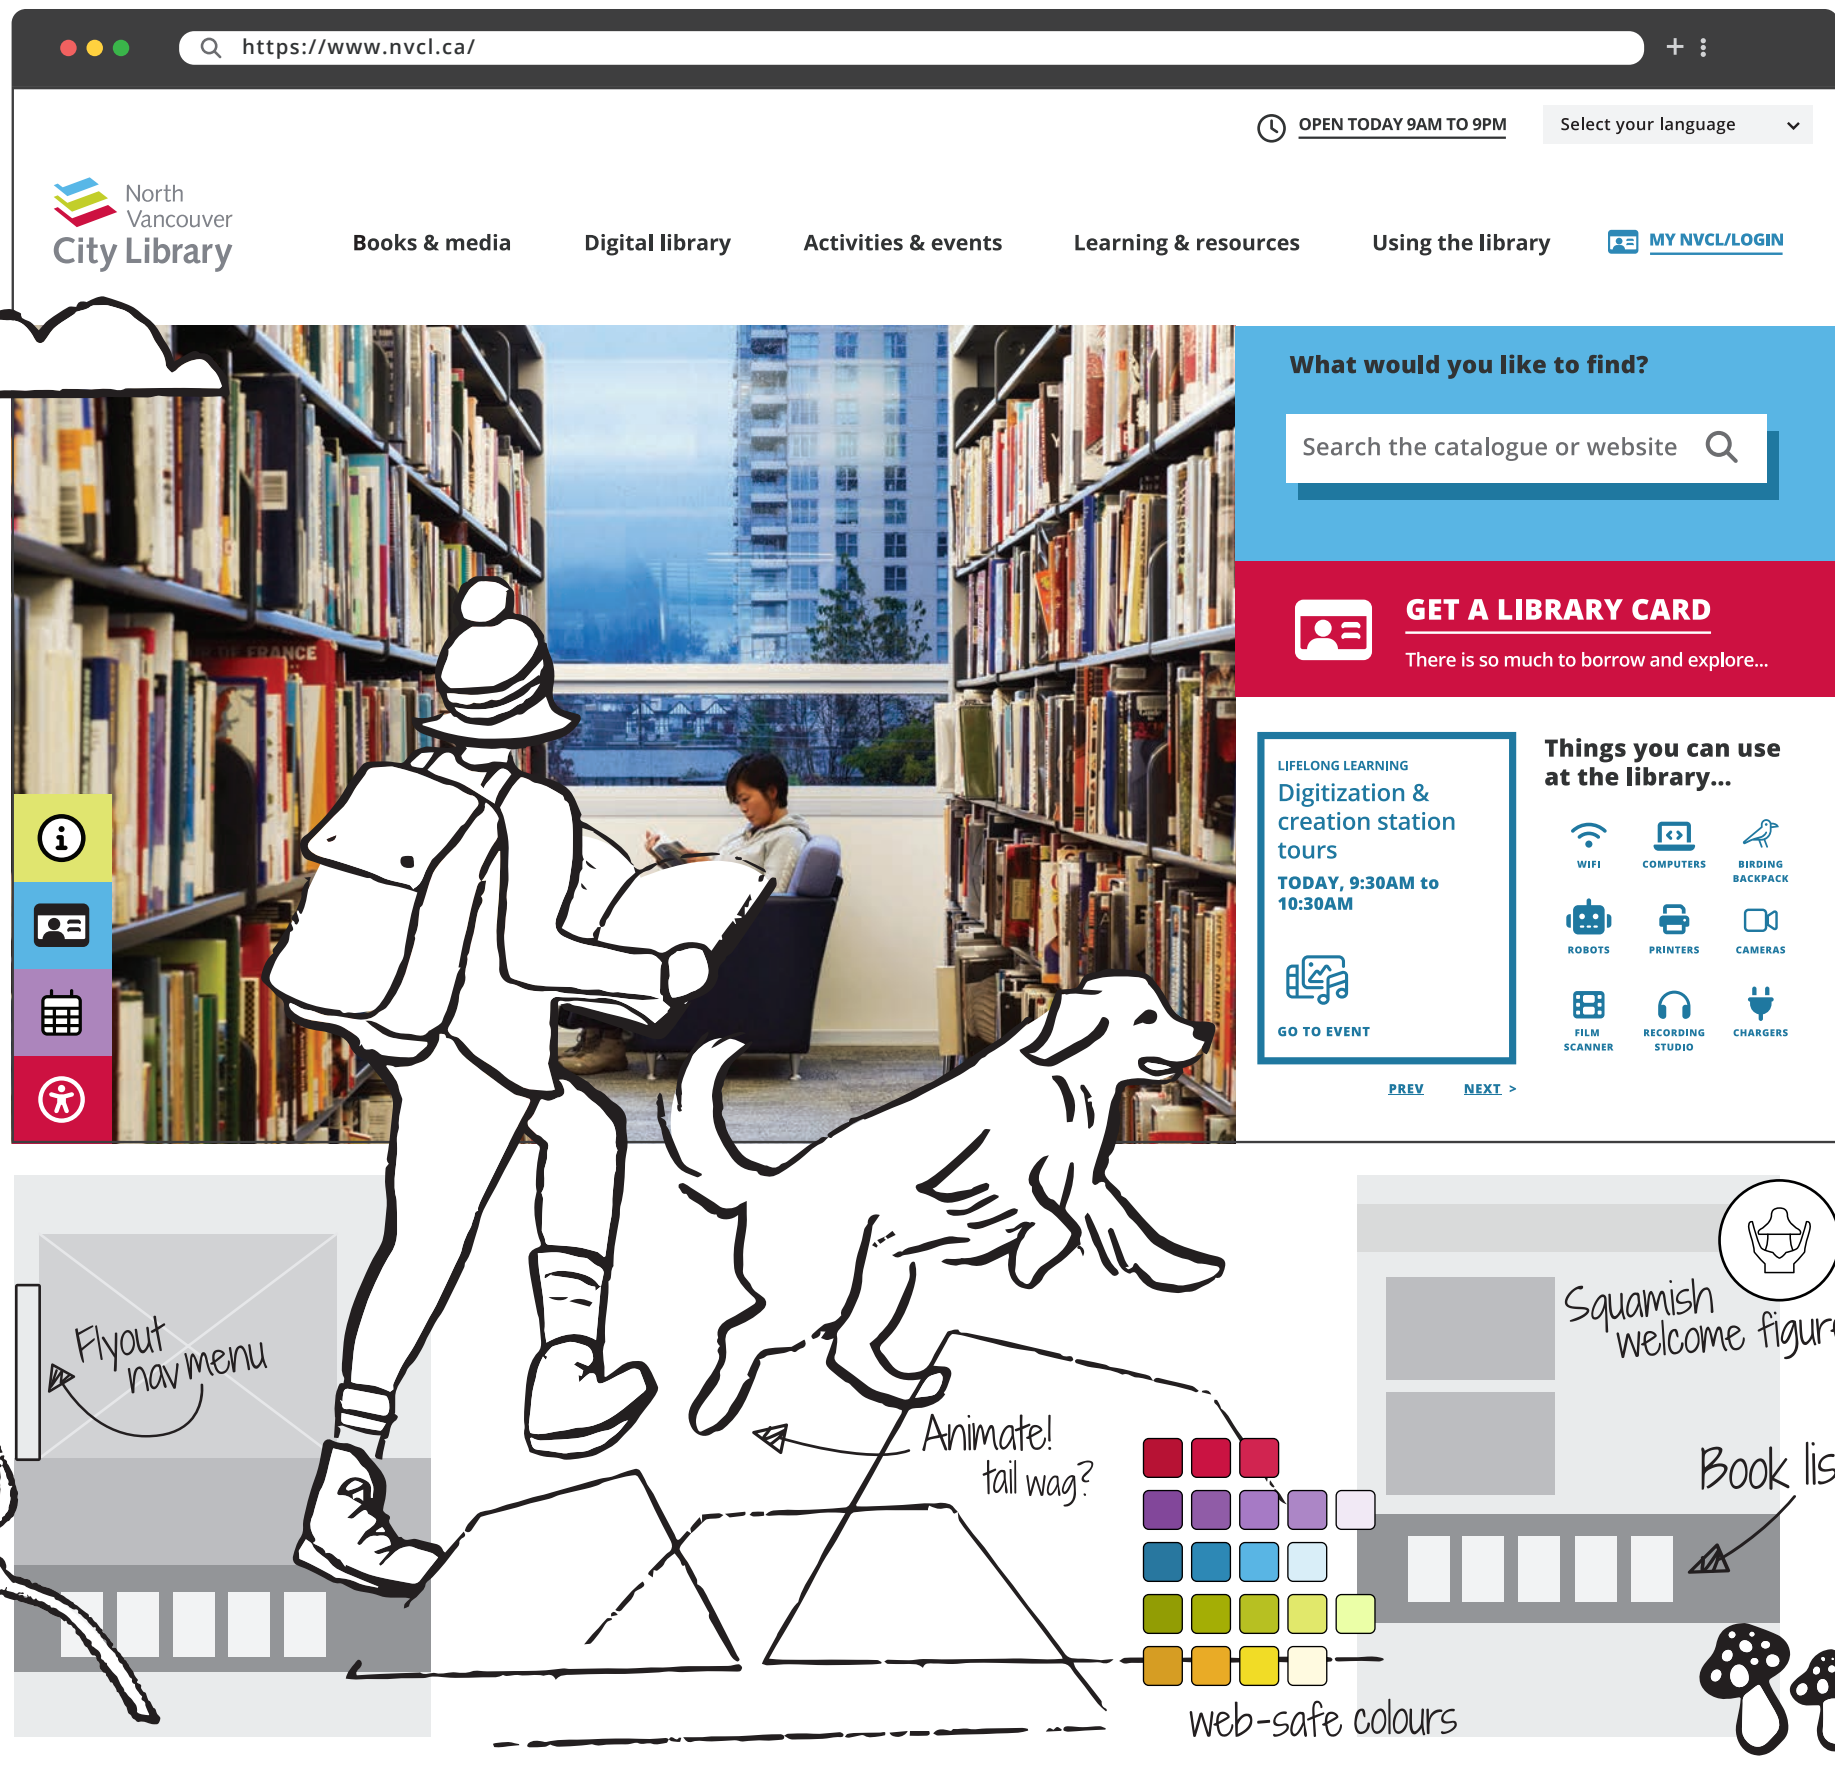 https://www.nvcl.ca/
OPEN TODAY 9AM TO 9PM
Select your language
North
Vancouver
City Library
Books & media
Digital library
Activities & events
Learning & resources
Using the library
MY NVCL/LOGIN
What would you like to find?
Search the catalogue or website
GET A LIBRARY CARD
There is so much to borrow and explore...
FRANCE
LIFELONG LEARNING
Digitization &
creation station
tours
TODAY, 9:30AM to
10:30AM
GO TO EVENT
PREV
NEXT >
Things you can use
at the library...
WIFI
COMPUTERS
BIRDING
BACKPACK
ROBOTS
PRINTERS
CAMERAS
FILM
SCANNER
RECORDING
STUDIO
CHARGERS
Flyout
nav menu
Animate!
tail wag?
Squamish
welcome figure
Book lis
web-safe colours